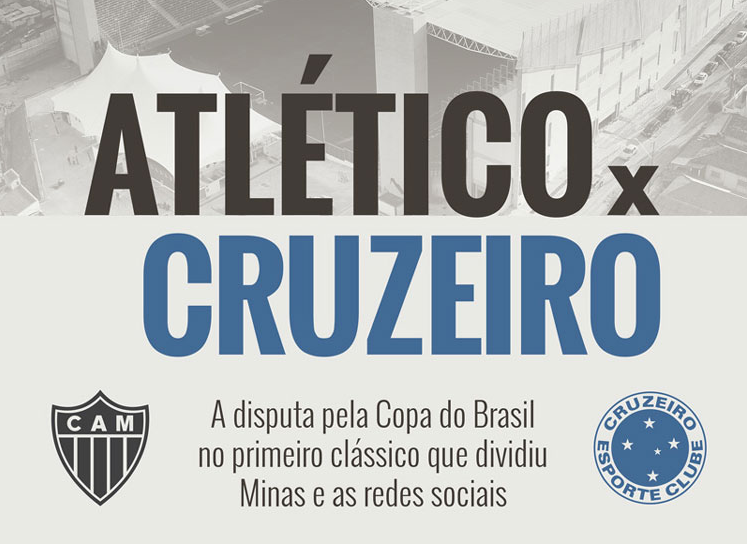 ATLÉTICO x
CRUZEIRO
CAM
A disputa pela Copa do Brasil
no primeiro clássico que dividiu
Minas e as redes sociais
CRUZEIRO
ESPORTE CLUBE